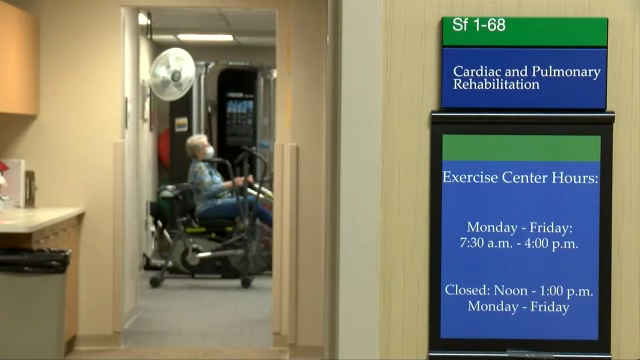 Sf 1-68
Cardiac and Pulmonary
Rehabilitation
Exercise Center Hours:
Monday - Friday:
7:30 a.m. - 4:00 p.m.
Closed: Noon - 1:00 p.m.
Monday - Friday